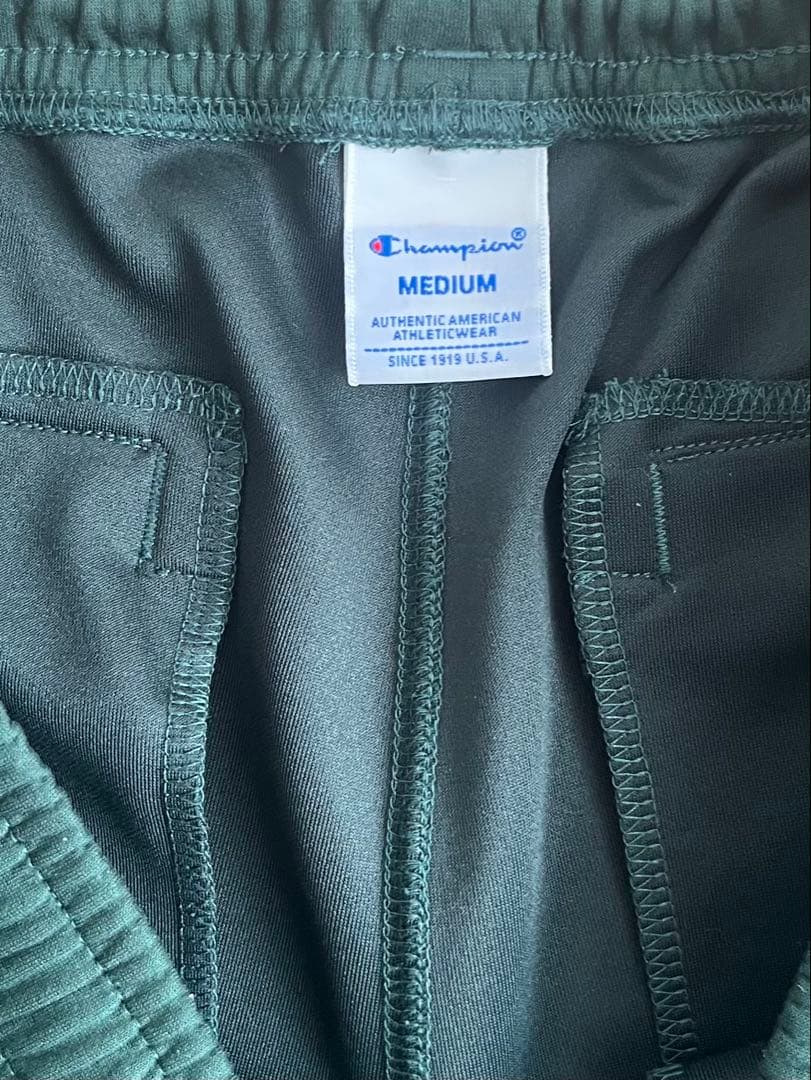 Champion®
MEDIUM
AUTHENTIC AMERICAN
ATHLETICWEAR
SINCE 1919 U.S.A.